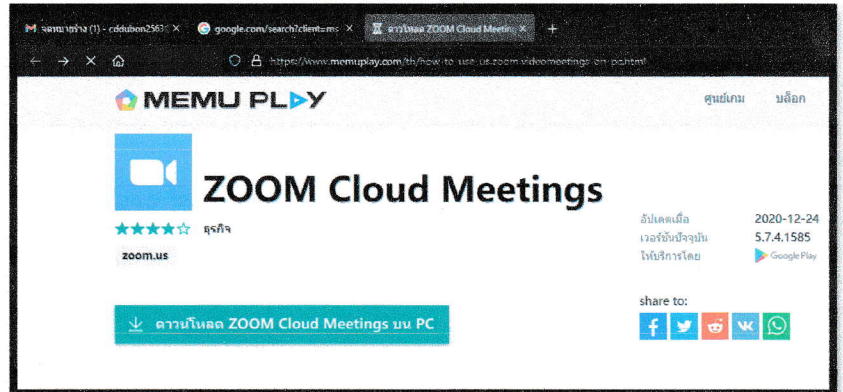 จดหมายร่าง (1) - cddubon2563
google.com/search?client=ms
ดาวน์โหลด ZOOM Cloud Meeting
https://www.memuplay.com/th/how-to-use-us.zoom.videomeetings-on-pc.html
MEMU PLAY
ศูนย์เกม บล็อก
ZOOM Cloud Meetings
ธุรกิจ
zoom.us
อัปเดตเมื่อ 2020-12-24
เวอร์ชันปัจจุบัน 5.7.4.1585
ให้บริการโดย Google Play
ดาวน์โหลด ZOOM Cloud Meetings บน PC
share to: